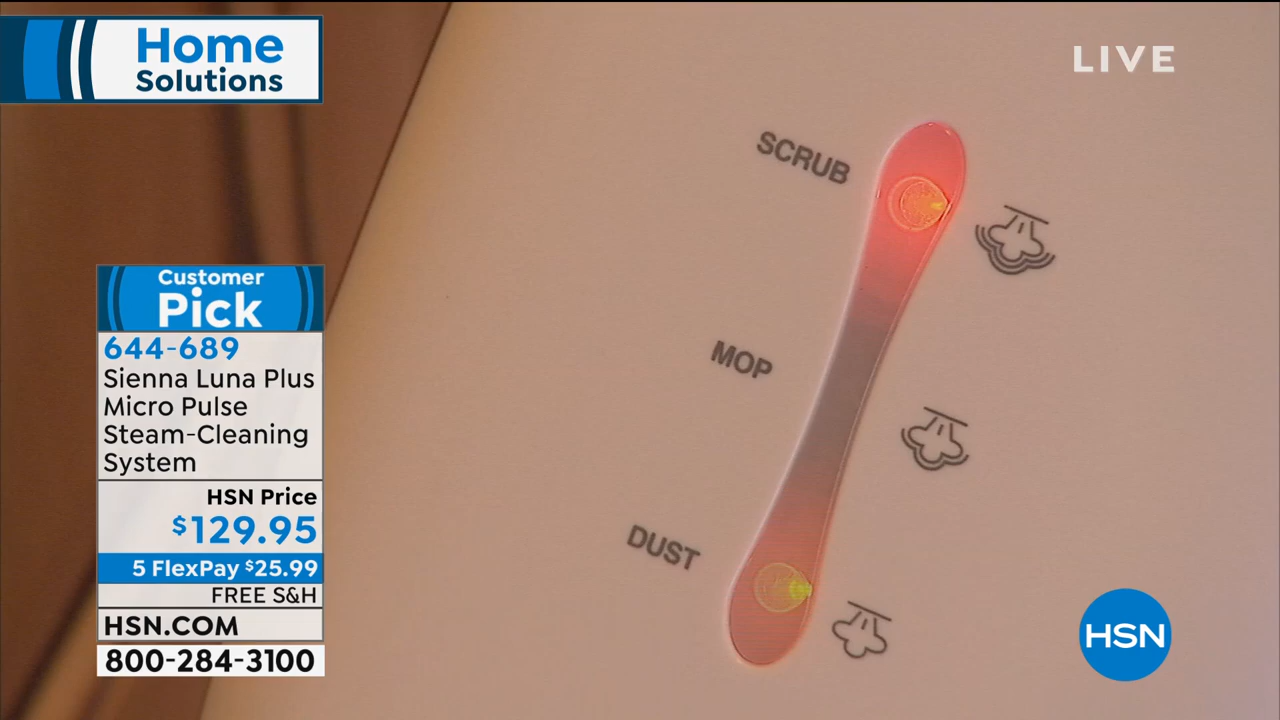 Home
Solutions
LIVE
SCRUB
MOP
DUST
Customer
Pick
644-689
Sienna Luna Plus
Micro Pulse
Steam-Cleaning
System
HSN Price
$129.95
5 FlexPay $25.99
FREE S&H
HSN.COM
800-284-3100
HSN